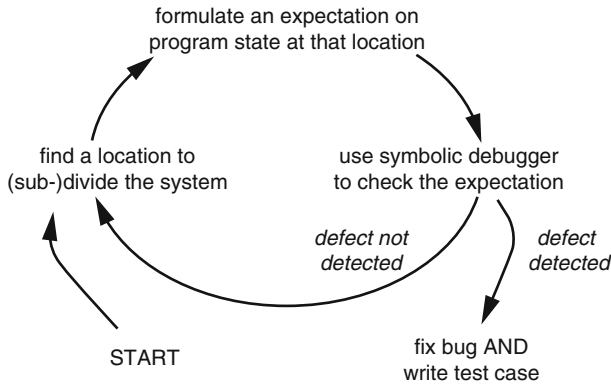 formulate an expectation on
program state at that location
find a location to
(sub-)divide the system
use symbolic debugger
to check the expectation
defect not
detected
defect
detected
START
fix bug AND
write test case